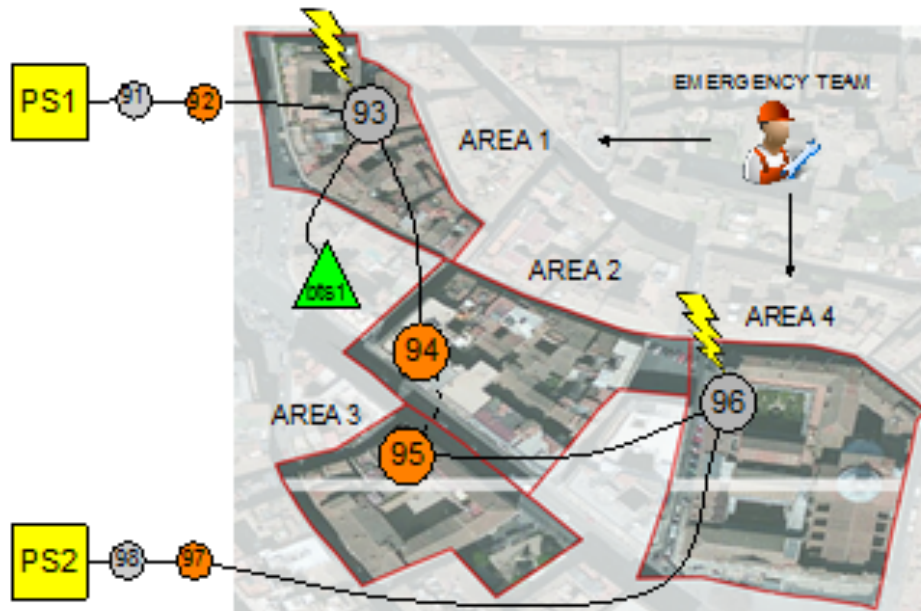 PS1
91
92
93
EMERGENCY TEAM
AREA 1
AREA 2
bts1
AREA 4
94
96
AREA 3
95
PS2
98
97